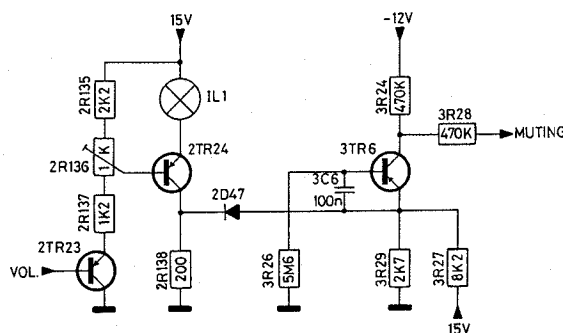 15V
-12V
2R135
2K2
IL1
3R24
470K
3R28
470K
MUTING
2R136
1K
2TR24
3TR6
2R137
1K2
2D47
3C6
100n
2TR23
VOL.
2R138
200
3R26
5M6
3R29
2K7
3R27
8K2
15V